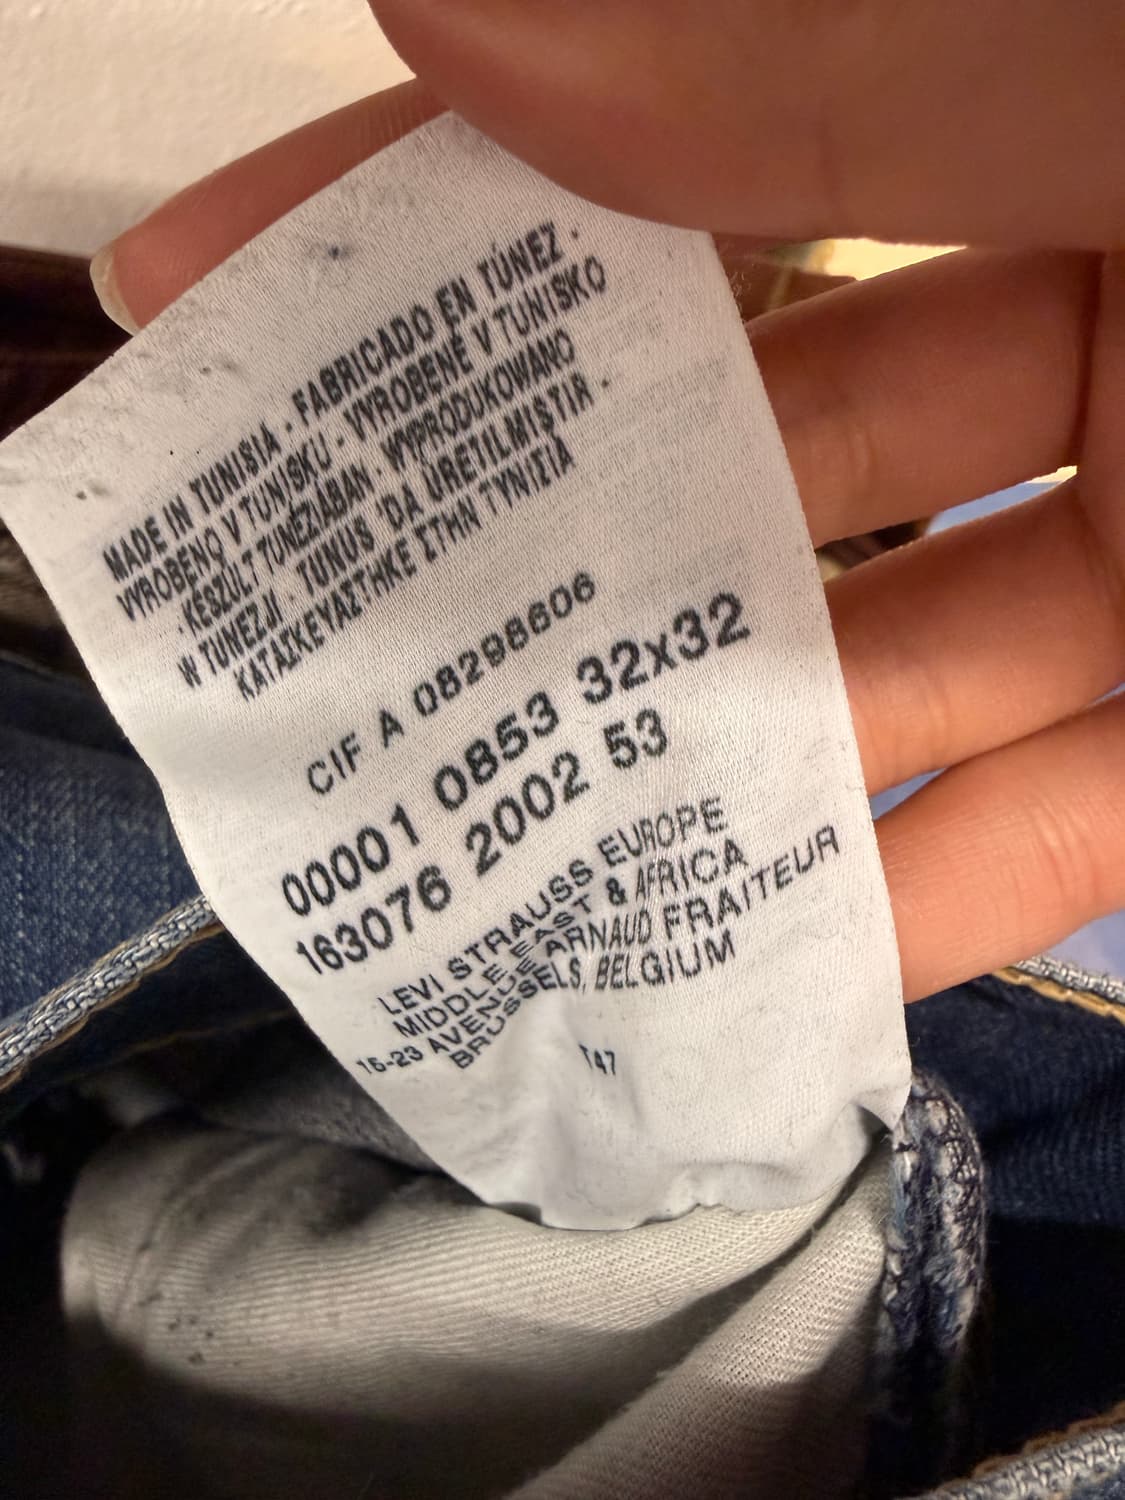 MADE IN TUNISIA · FABRICADO EN TÚNEZ ·
VYROBENO V TUNISKU · VYROBENÉ V TUNISKO
· KÉSZÜLT TUNÉZIÁBAN · WYPRODUKOWANO
W TUNEZJI · TUNUS 'DA ÜRETILMISTIR ·
ΚΑΤΑΣΚΕΥΑΣΤΗΚΕ ΣΤΗΝ ΤΥΝΙΣΙΑ
CIF A 08298606
00001 0853 32x32
163076 2002 53
LEVI STRAUSS EUROPE
MIDDLE EAST & AFRICA
15-23 AVENUE ARNAUD FRAITEUR
BRUSSELS, BELGIUM
T47